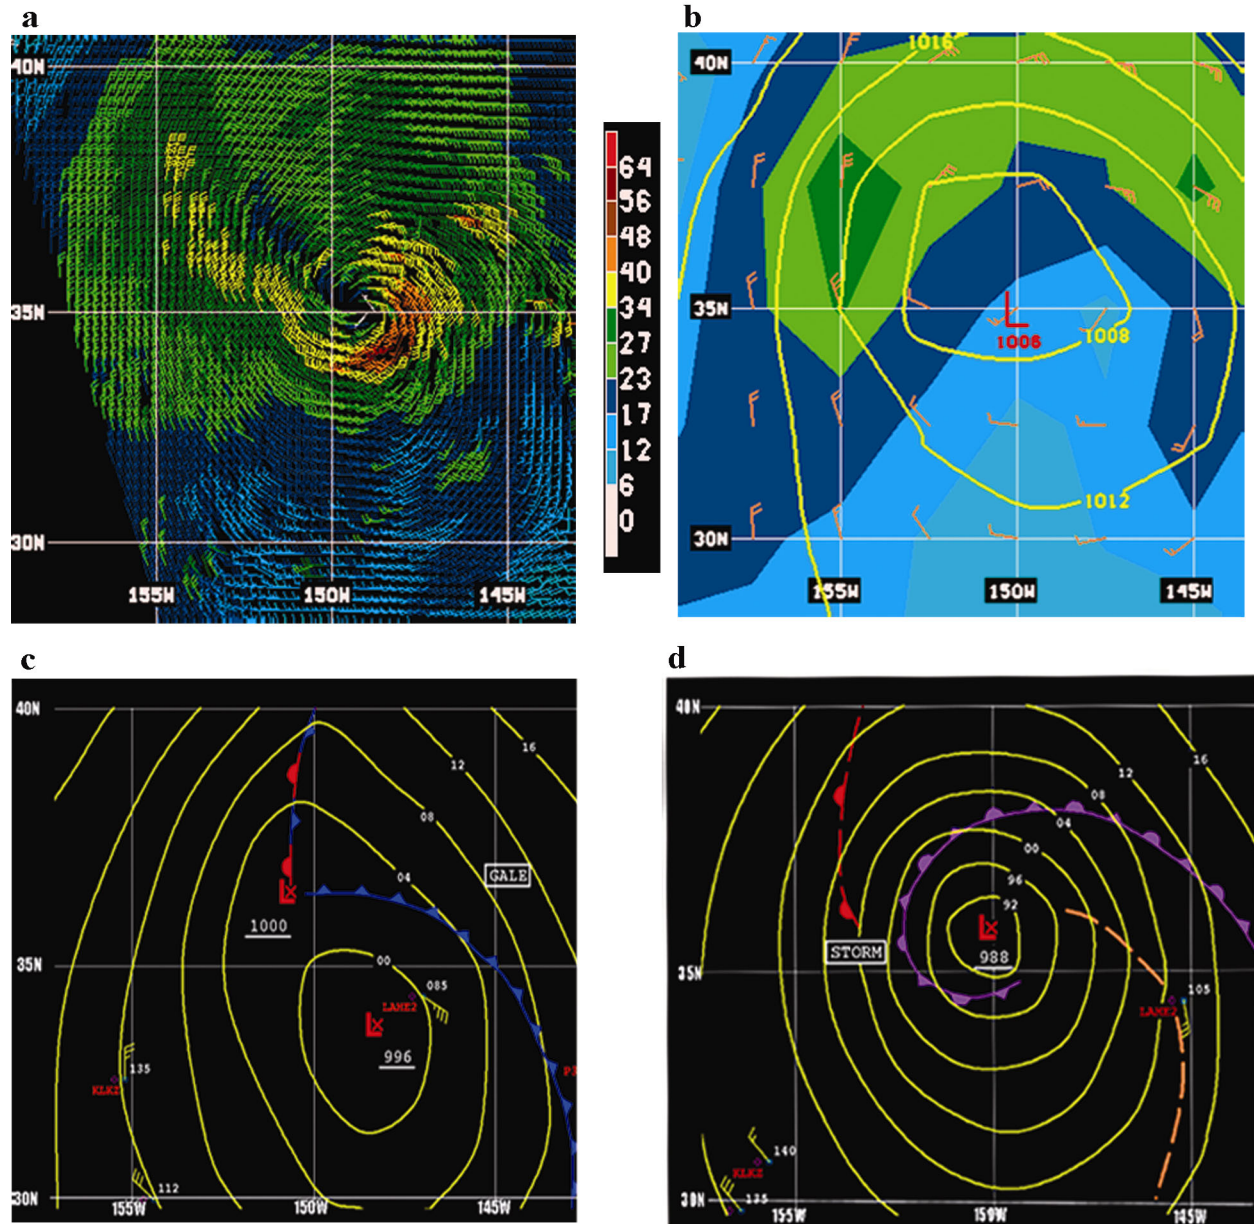 a
b
40N
35N
30N
155W
150W
145W
64
56
48
40
34
27
23
17
12
6
0
1016
40N
35N
L
1006
1008
1012
30N
155W
150W
145W
c
d
40N
16
12
08
GALE
04
L
1000
35N
00
085
LAHE2
L
996
135
KLKZ
112
30N
155W
150W
145W
40N
16
12
08
04
00
96
92
L
STORM
988
35N
105
LAHE2
140
KLKZ
135
30N
155W
150W
145W